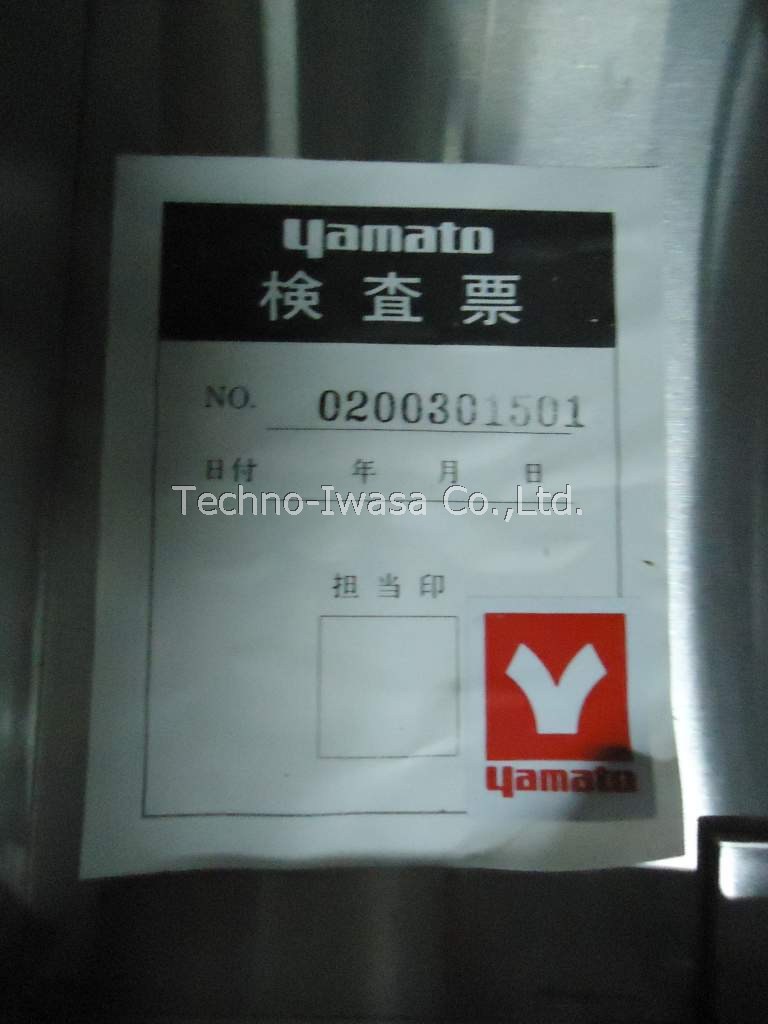 yamato
検査票
NO. 0200301501
日付 年 月 日
Techno-Iwasa Co.,Ltd.
担当印
yamato